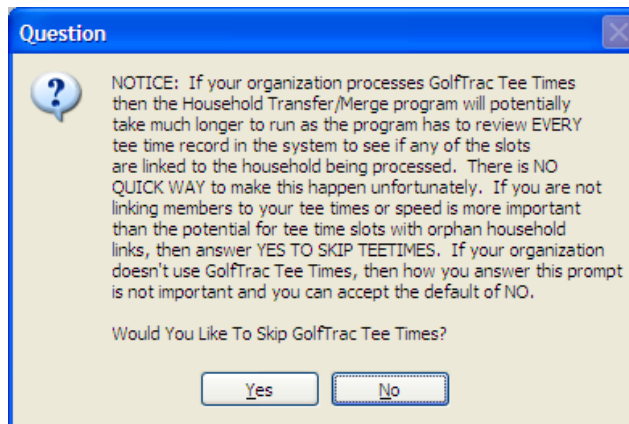 Question
NOTICE:  If your organization processes GolfTrac Tee Times
then the Household Transfer/Merge program will potentially
take much longer to run as the program has to review EVERY
tee time record in the system to see if any of the slots
are linked to the household being processed.  There is NO
QUICK WAY to make this happen unfortunately.  If you are not
linking members to your tee times or speed is more important
than the potential for tee time slots with orphan household
links, then answer YES TO SKIP TEETIMES.  If your organization
doesn't use GolfTrac Tee Times, then how you answer this prompt
is not important and you can accept the default of NO.
Would You Like To Skip GolfTrac Tee Times?
Yes No